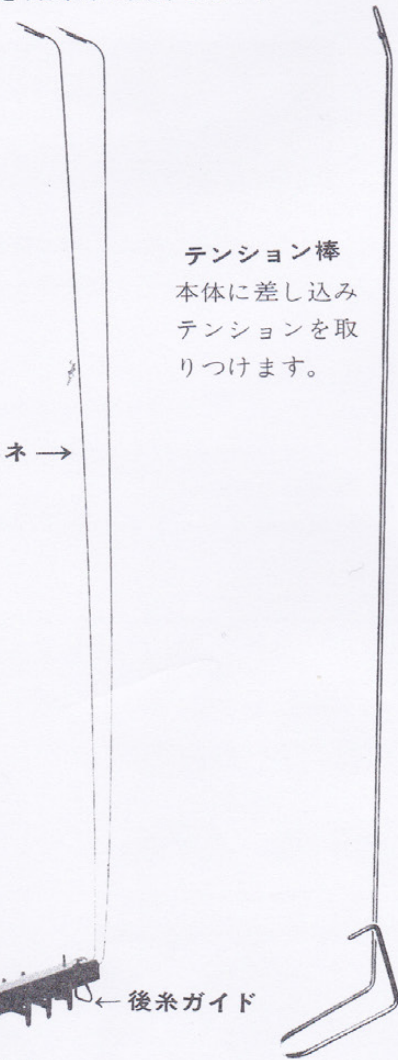 テンション棒
本体に差し込み
テンションを取
りつけます。
ネ →
← 後糸ガイド